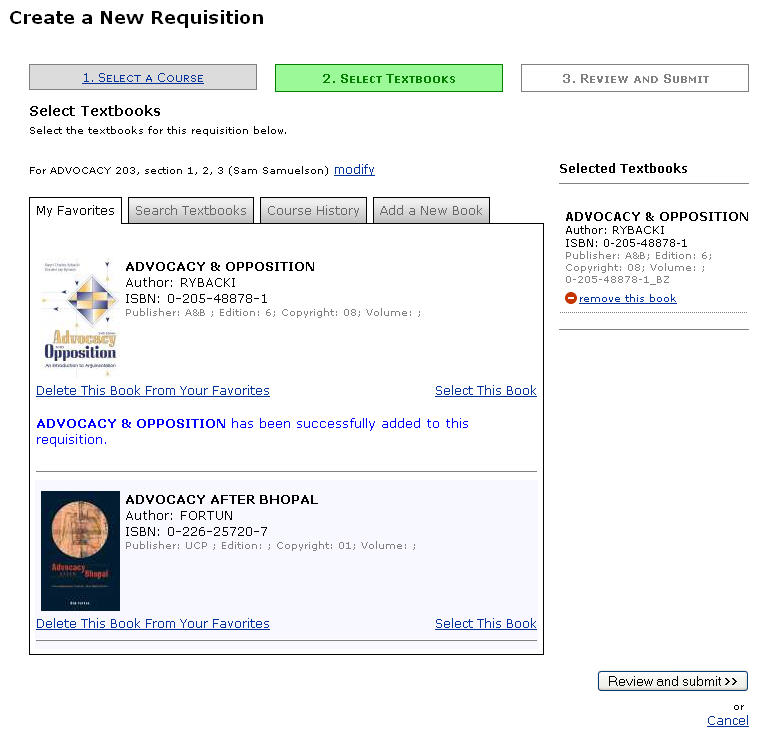 Create a New Requisition
1. Select a Course
2. Select Textbooks
3. Review and Submit
Select Textbooks
Select the textbooks for this requisition below.
For ADVOCACY 203, section 1, 2, 3 (Sam Samuelson) modify
My Favorites
Search Textbooks
Course History
Add a New Book
ADVOCACY & OPPOSITION
Author: RYBACKI
ISBN: 0-205-48878-1
Publisher: A&B ; Edition: 6; Copyright: 08; Volume: ;
Advocacy
Opposition
An Introduction to Argumentation
Delete This Book From Your Favorites
Select This Book
ADVOCACY & OPPOSITION has been successfully added to this
requisition.
ADVOCACY AFTER BHOPAL
Author: FORTUN
ISBN: 0-226-25720-7
Publisher: UCP ; Edition: ; Copyright: 01; Volume: ;
Advocacy
After Bhopal
Delete This Book From Your Favorites
Select This Book
Selected Textbooks
ADVOCACY & OPPOSITION
Author: RYBACKI
ISBN: 0-205-48878-1
Publisher: A&B; Edition: 6;
Copyright: 08; Volume: ;
0-205-48878-1_BZ
remove this book
Review and submit >>
or
Cancel